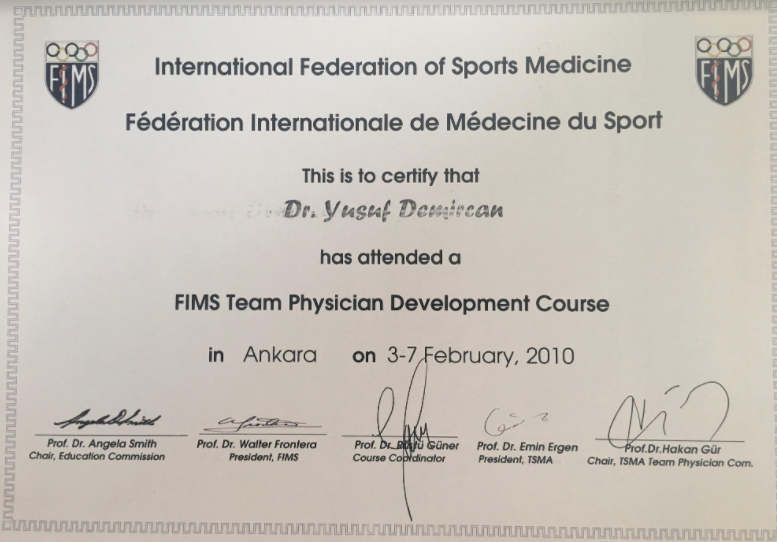 FIMS
FIMS
International Federation of Sports Medicine
Fédération Internationale de Médecine du Sport
This is to certify that
Dr. Yusuf Demircan
has attended a
FIMS Team Physician Development Course
in Ankara on 3-7 February, 2010
Prof. Dr. Angela Smith
Chair, Education Commission
Prof. Dr. Walter Frontera
President, FIMS
Prof. Dr. Rüştü Güner
Course Coordinator
Prof. Dr. Emin Ergen
President, TSMA
Prof.Dr.Hakan Gür
Chair, TSMA Team Physician Com.